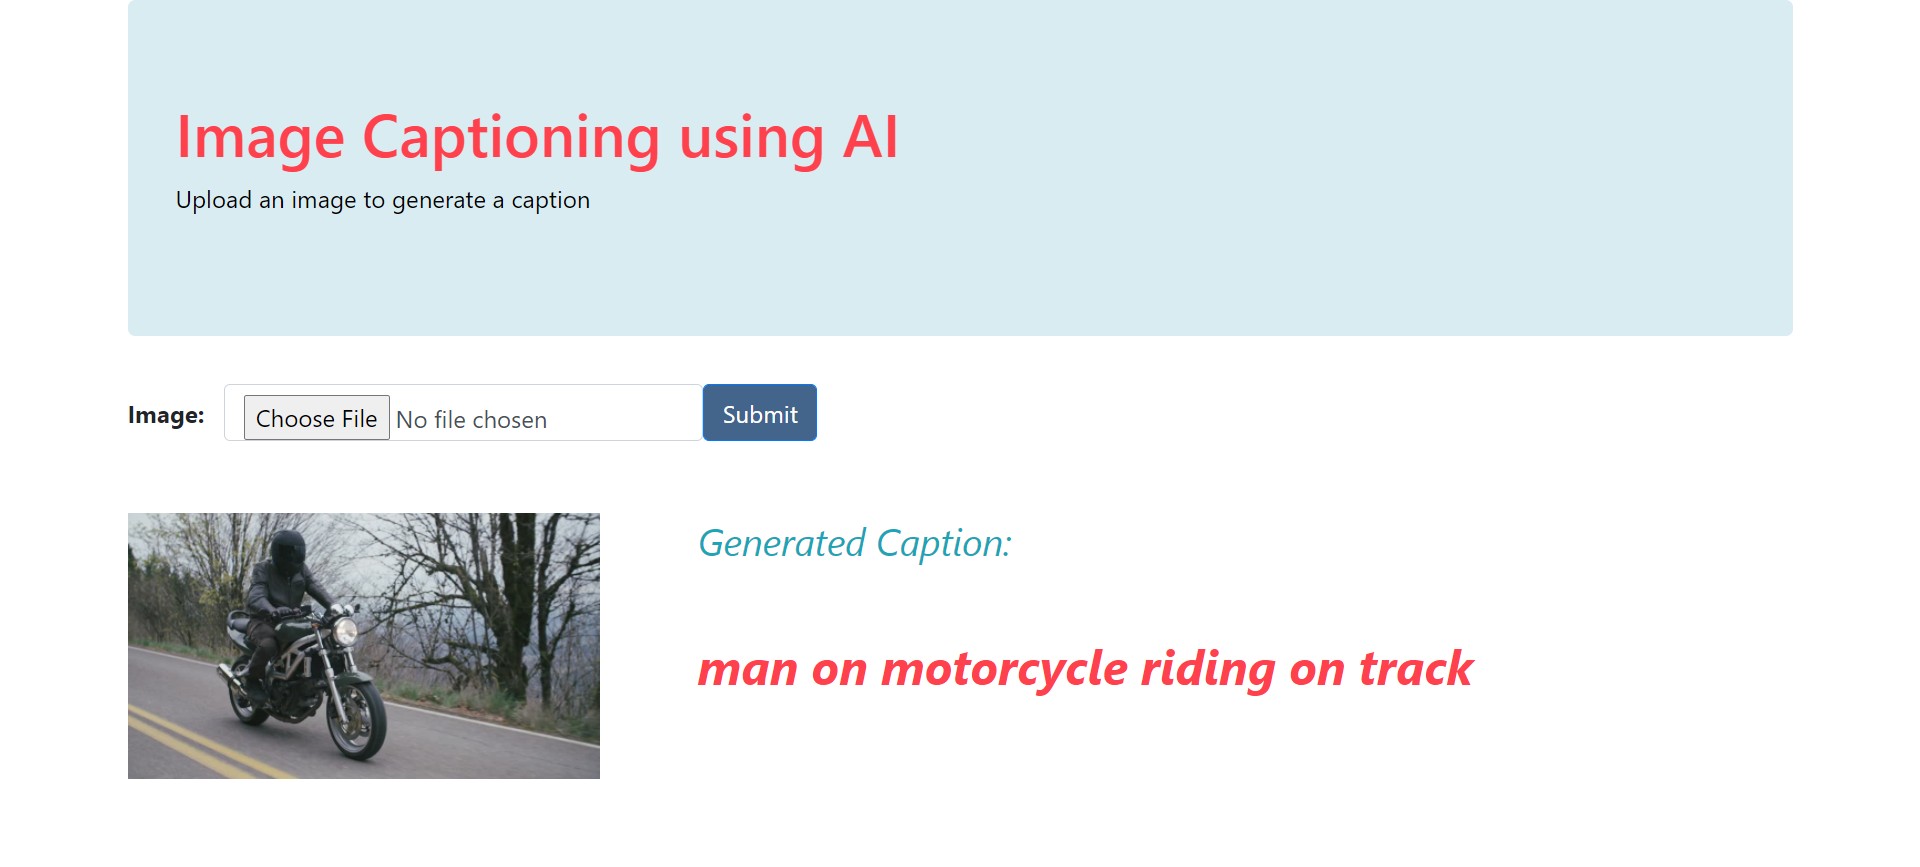 Image Captioning using AI
Upload an image to generate a caption
Image: Choose File No file chosen Submit
Generated Caption:
man on motorcycle riding on track